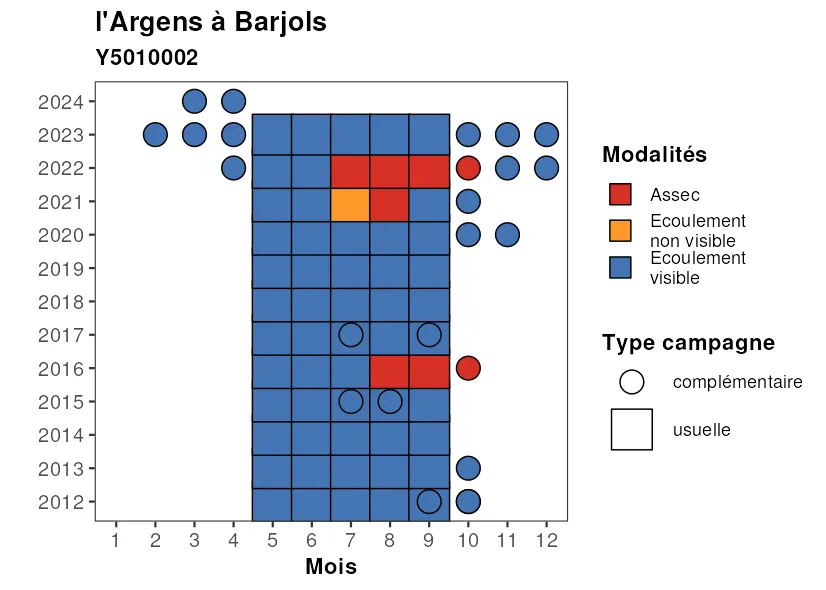 l'Argens à Barjols
Y5010002
2024
2023
2022
2021
2020
2019
2018
2017
2016
2015
2014
2013
2012
1 2 3 4 5 6 7 8 9 10 11 12
Mois
Modalités
Assec
Ecoulement
non visible
Ecoulement
visible
Type campagne
complémentaire
usuelle